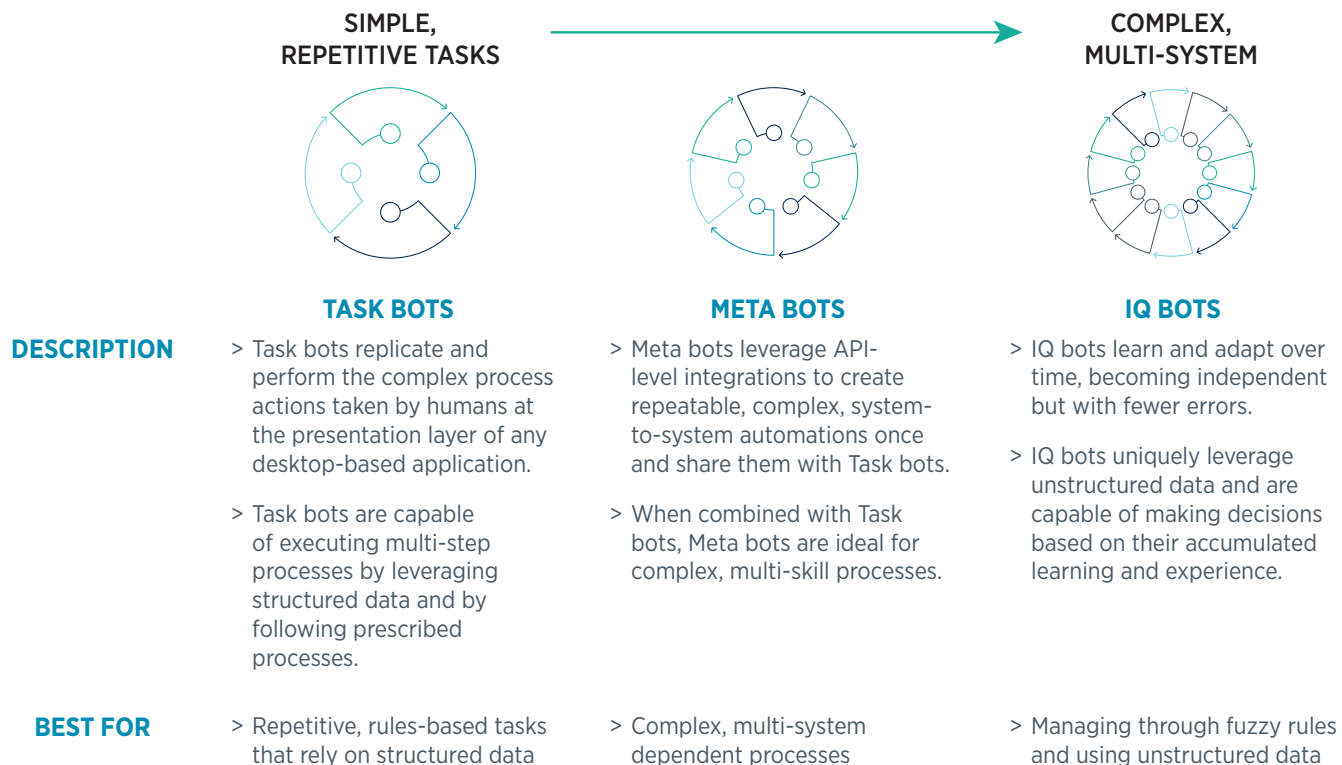 SIMPLE,
REPETITIVE TASKS
COMPLEX,
MULTI-SYSTEM
TASK BOTS
META BOTS
IQ BOTS
DESCRIPTION
> Task bots replicate and
perform the complex process
actions taken by humans at
the presentation layer of any
desktop-based application.
> Task bots are capable
of executing multi-step
processes by leveraging
structured data and by
following prescribed
processes.
> Meta bots leverage API-
level integrations to create
repeatable, complex, system-
to-system automations once
and share them with Task bots.
> When combined with Task
bots, Meta bots are ideal for
complex, multi-skill processes.
> IQ bots learn and adapt over
time, becoming independent
but with fewer errors.
> IQ bots uniquely leverage
unstructured data and are
capable of making decisions
based on their accumulated
learning and experience.
BEST FOR
> Repetitive, rules-based tasks
that rely on structured data
> Complex, multi-system
dependent processes
> Managing through fuzzy rules
and using unstructured data